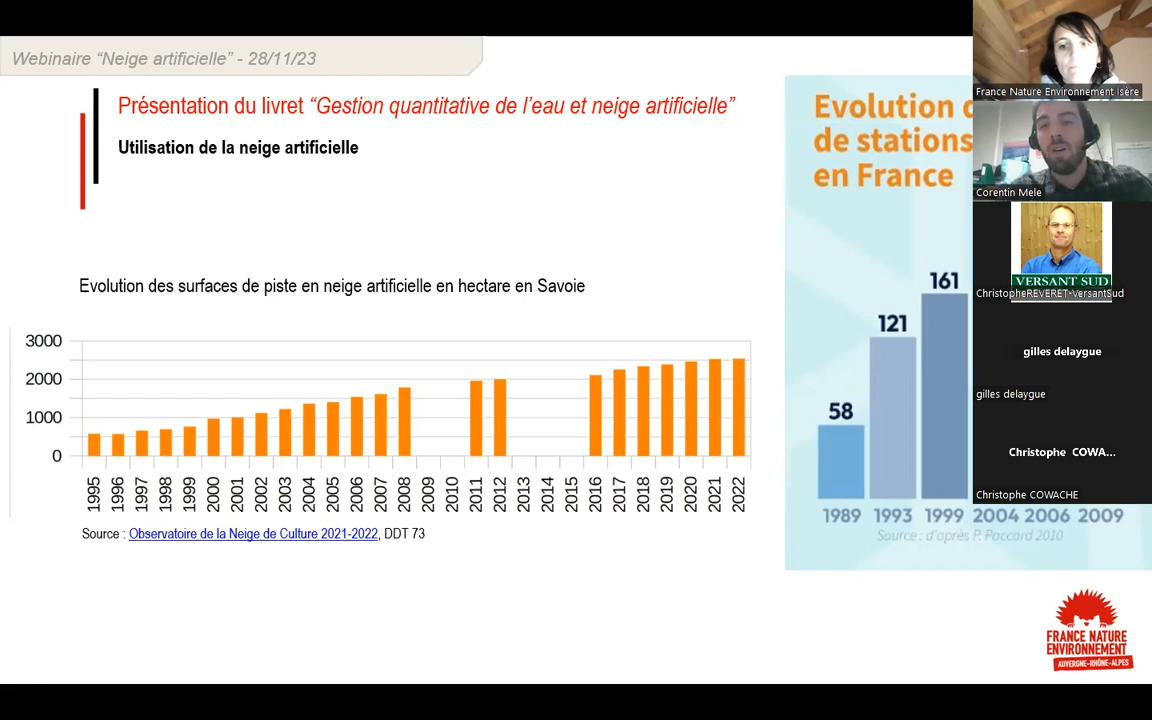 Webinaire “Neige artificielle” - 28/11/23
Présentation du livret “Gestion quantitative de l’eau et neige artificielle”
Utilisation de la neige artificielle
Evolution des surfaces de piste en neige artificielle en hectare en Savoie
3000
2000
1000
0
1995 1996 1997 1998 1999 2000 2001 2002 2003 2004 2005 2006 2007 2008 2009 2010 2011 2012 2013 2014 2015 2016 2017 2018 2019 2020 2021 2022
Source : Observatoire de la Neige de Culture 2021-2022, DDT 73
Evolution
de stations
en France
58
121
161
1989 1993 1999 2004 2006 2009
Source : d'après P. Paccard 2010
France Nature Environnement Isère
Corentin Mele
VERSANT SUD
ChristopheREVERET-VersantSud
gilles delaygue
gilles delaygue
Christophe COWA...
Christophe COWACHE
FRANCE NATURE
ENVIRONNEMENT
AUVERGNE-RHÔNE-ALPES